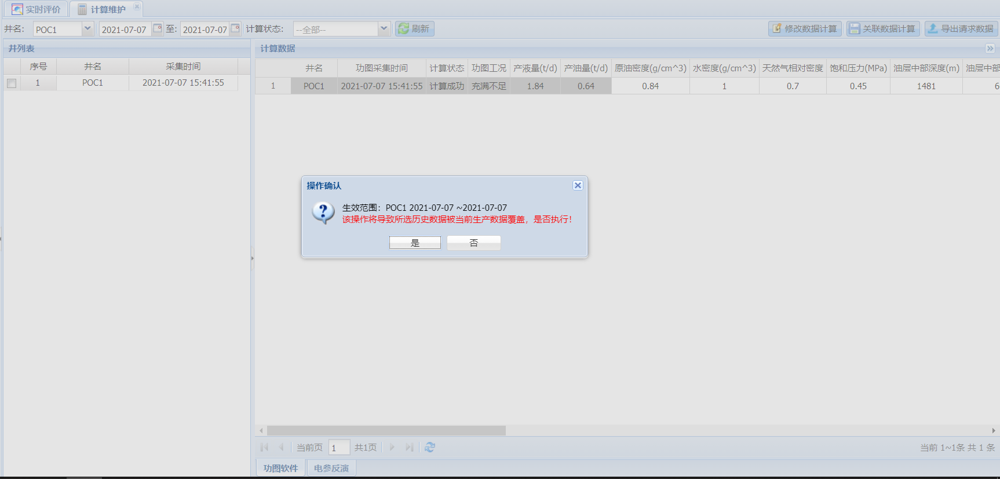 实时评价 计算维护
井名: POC1 2021-07-07 至: 2021-07-07 计算状态: --全部-- 刷新 修改数据计算 关联数据计算 导出请求数据
井列表
序号 井名 采集时间
1 POC1 2021-07-07 15:41:55
计算数据
井名 功图采集时间 计算状态 功图工况 产液量(t/d) 产油量(t/d) 原油密度(g/cm^3) 水密度(g/cm^3) 天然气相对密度 饱和压力(MPa) 油层中部深度(m) 油层中部
1 POC1 2021-07-07 15:41:55 计算成功 充满不足 1.84 0.64 0.84 1 0.7 0.45 1481 6
操作确认
生效范围：POC1 2021-07-07 ~2021-07-07
该操作将导致所选历史数据被当前生产数据覆盖，是否执行！
是 否
当前页 1 共1页 当前 1~1条 共 1 条
功图软件 电参反演